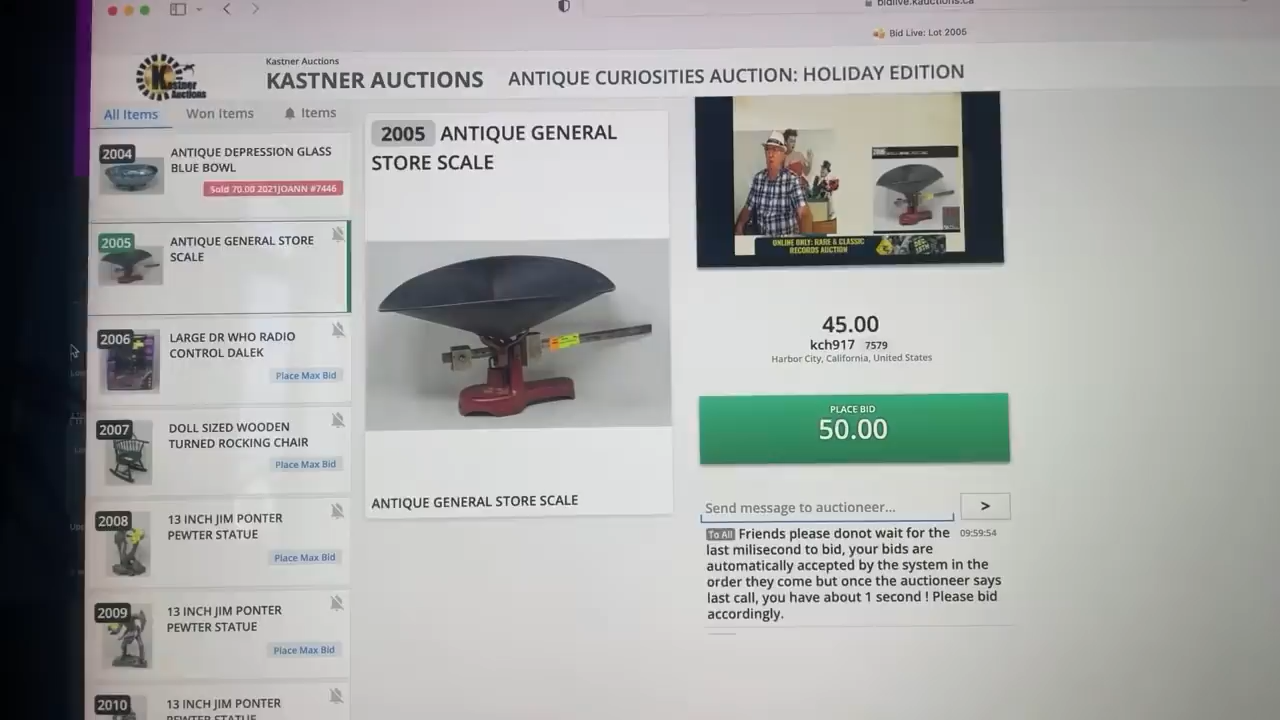 bidlive.kauctions.ca
Bid Live: Lot 2005
Kastner Auctions
KASTNER AUCTIONS
ANTIQUE CURIOSITIES AUCTION: HOLIDAY EDITION
Kastner
Auctions
All Items
Won Items
Items
2004
ANTIQUE DEPRESSION GLASS
BLUE BOWL
Sold 70.00 2021JOANN #7446
2005
ANTIQUE GENERAL STORE
SCALE
2006
LARGE DR WHO RADIO
CONTROL DALEK
Place Max Bid
2007
DOLL SIZED WOODEN
TURNED ROCKING CHAIR
Place Max Bid
2008
13 INCH JIM PONTER
PEWTER STATUE
Place Max Bid
2009
13 INCH JIM PONTER
PEWTER STATUE
Place Max Bid
2010
13 INCH JIM PONTER
PEWTER STATUE
2005 ANTIQUE GENERAL
STORE SCALE
ANTIQUE GENERAL STORE SCALE
ONLINE ONLY: RARE & CLASSIC
RECORDS AUCTION
45.00
kch917 7579
Harbor City, California, United States
PLACE BID
50.00
Send message to auctioneer...
>
To All Friends please donot wait for the 09:59:54
last milisecond to bid, your bids are
automatically accepted by the system in the
order they come but once the auctioneer says
last call, you have about 1 second ! Please bid
accordingly.